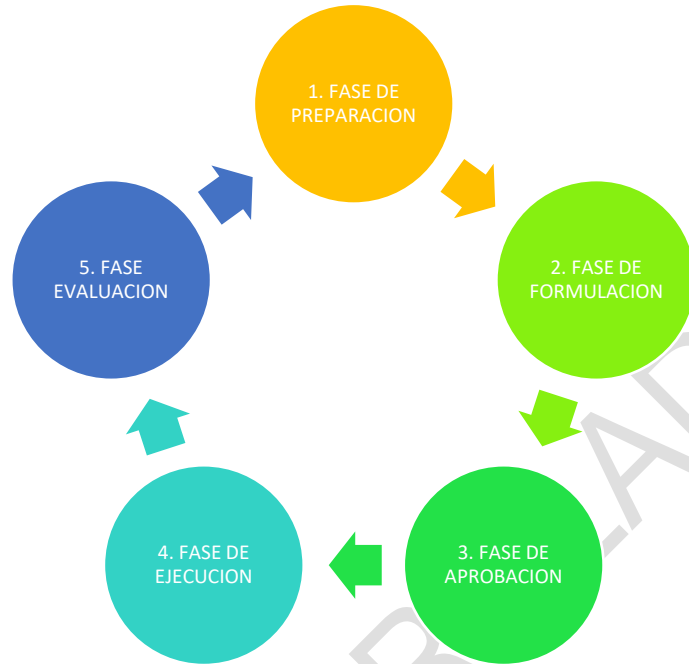 1. FASE DE
PREPARACION
2. FASE DE
FORMULACION
3. FASE DE
APROBACION
4. FASE DE
EJECUCION
5. FASE
EVALUACION